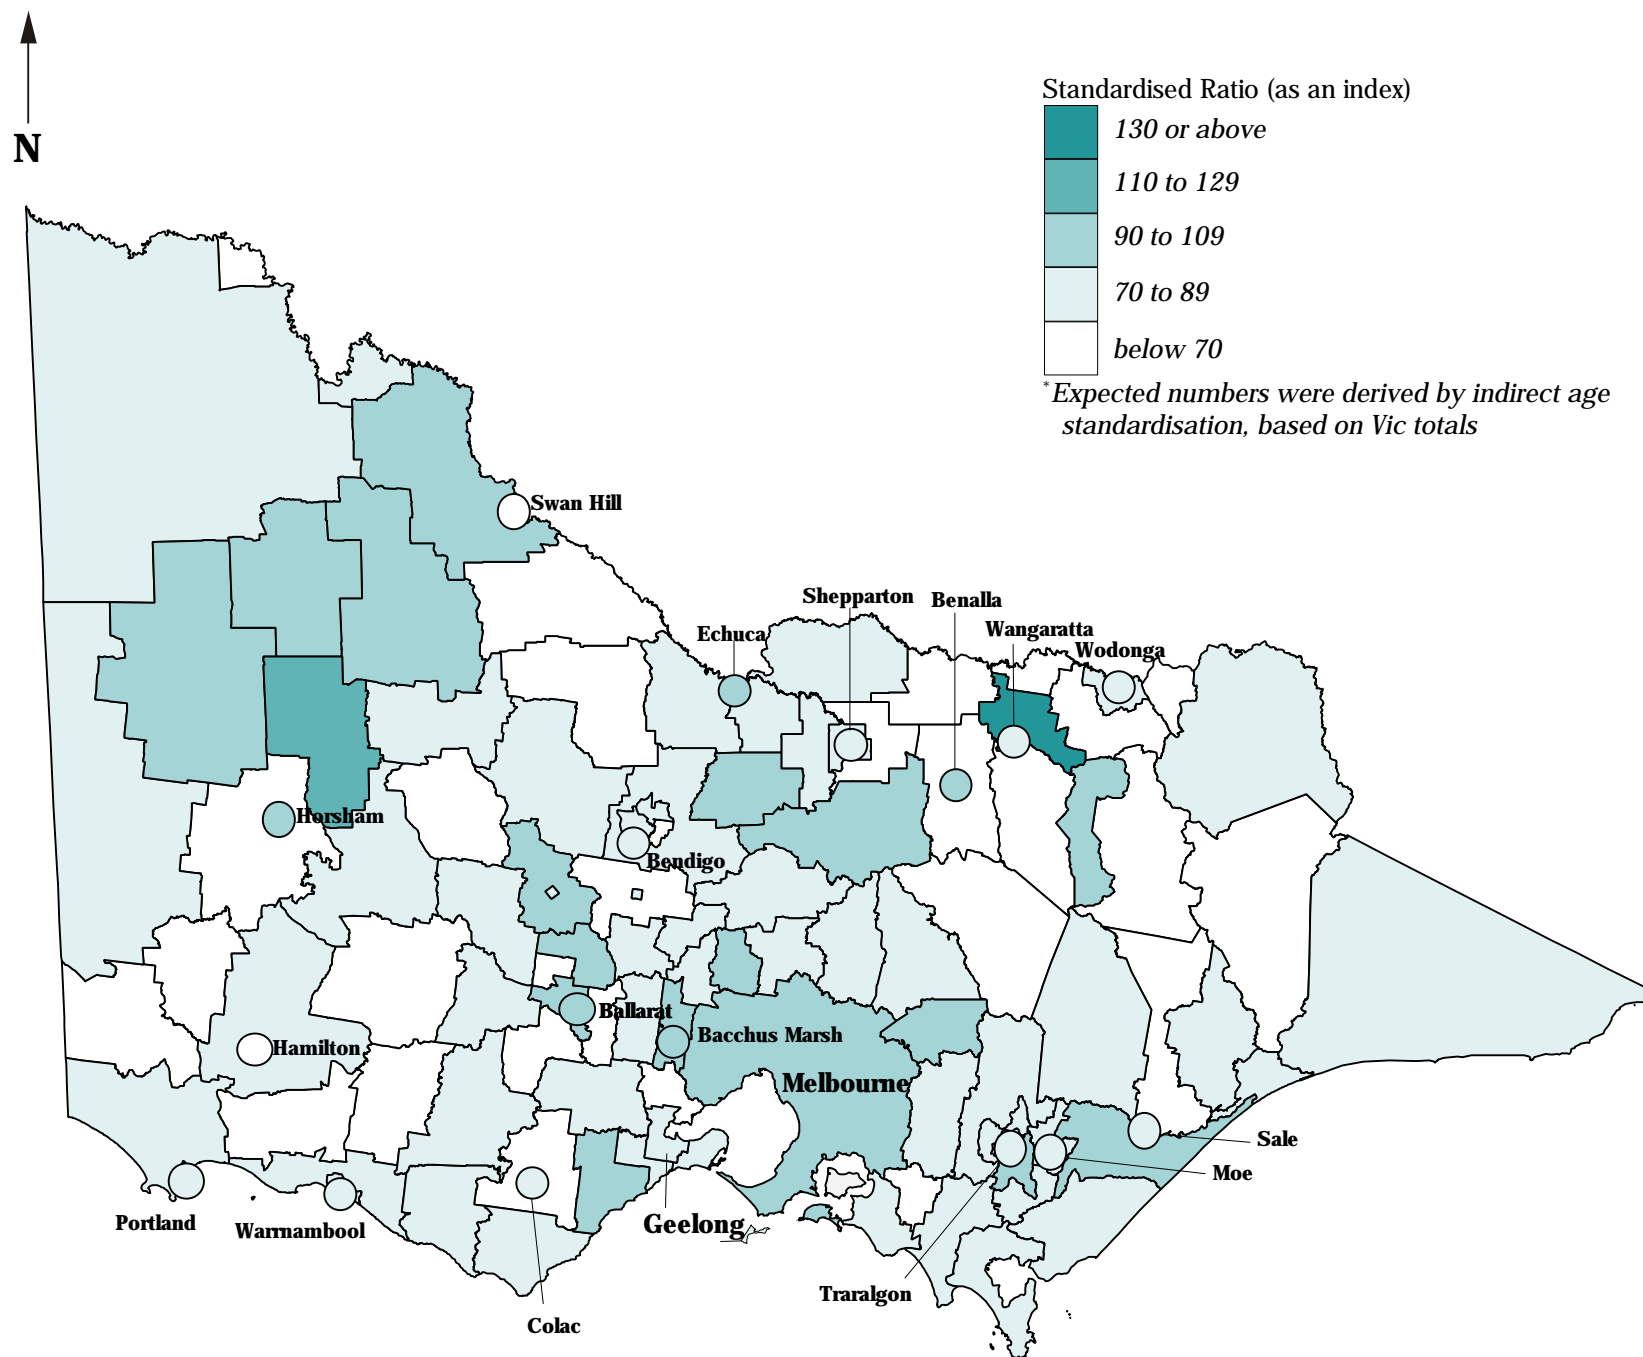 N
Standardised Ratio (as an index)
130 or above
110 to 129
90 to 109
70 to 89
below 70
*Expected numbers were derived by indirect age
standardisation, based on Vic totals
Swan Hill
Shepparton
Benalla
Echuca
Wangaratta
Wodonga
Horsham
Bendigo
Ballarat
Bacchus Marsh
Hamilton
Melbourne
Sale
Moe
Portland
Warrnambool
Geelong
Traralgon
Colac